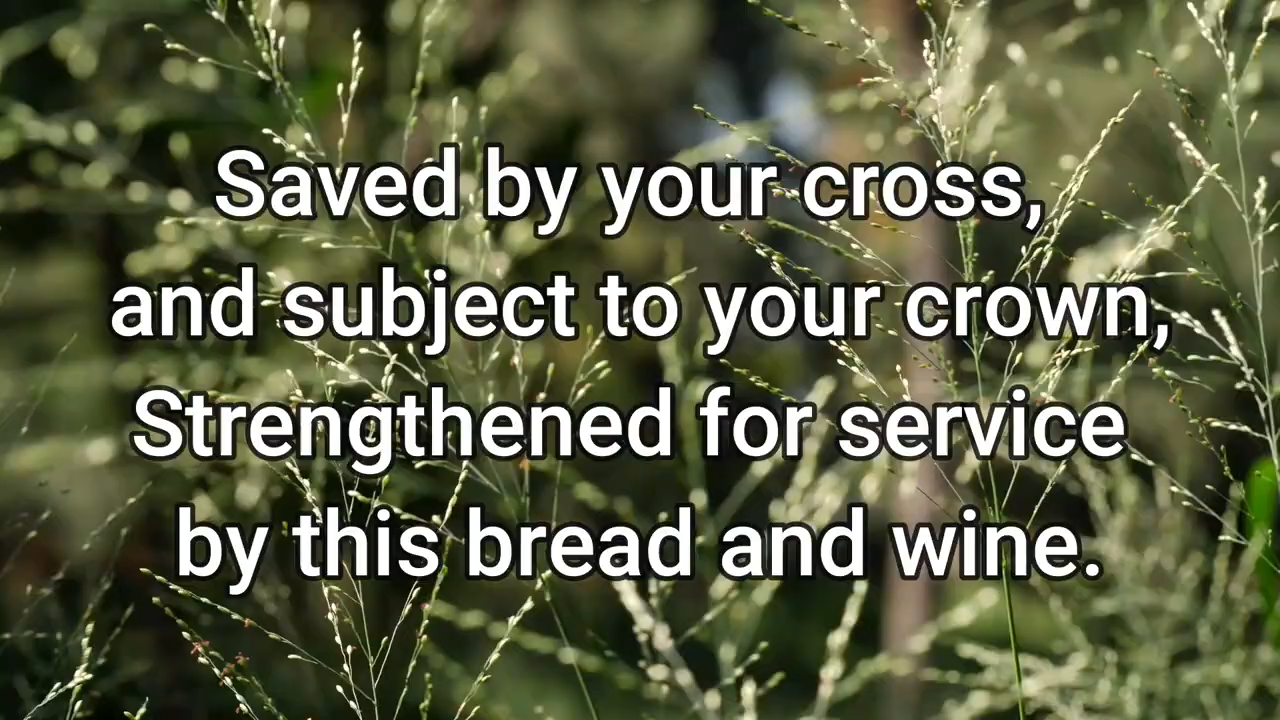 Saved by your cross,
and subject to your crown,
Strengthened for service
by this bread and wine.